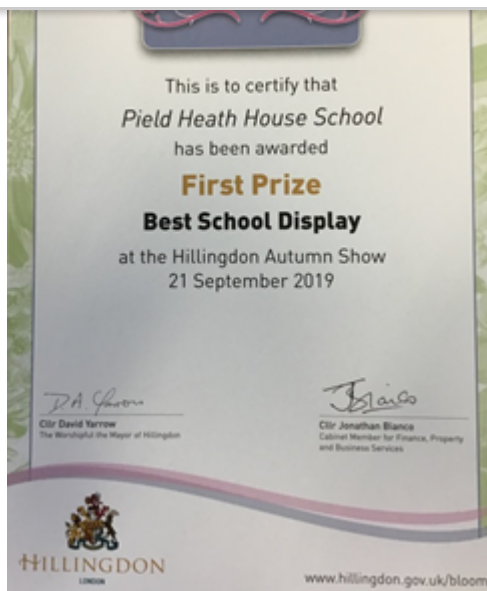 This is to certify that
Pield Heath House School
has been awarded
First Prize
Best School Display
at the Hillingdon Autumn Show
21 September 2019
D.A. Yarrow
J Bianco
Cllr David Yarrow
The Worshipful the Mayor of Hillingdon
Cllr Jonathan Bianco
Cabinet Member for Finance, Property
and Business Services
HILLINGDON
LONDON
www.hillingdon.gov.uk/bloom